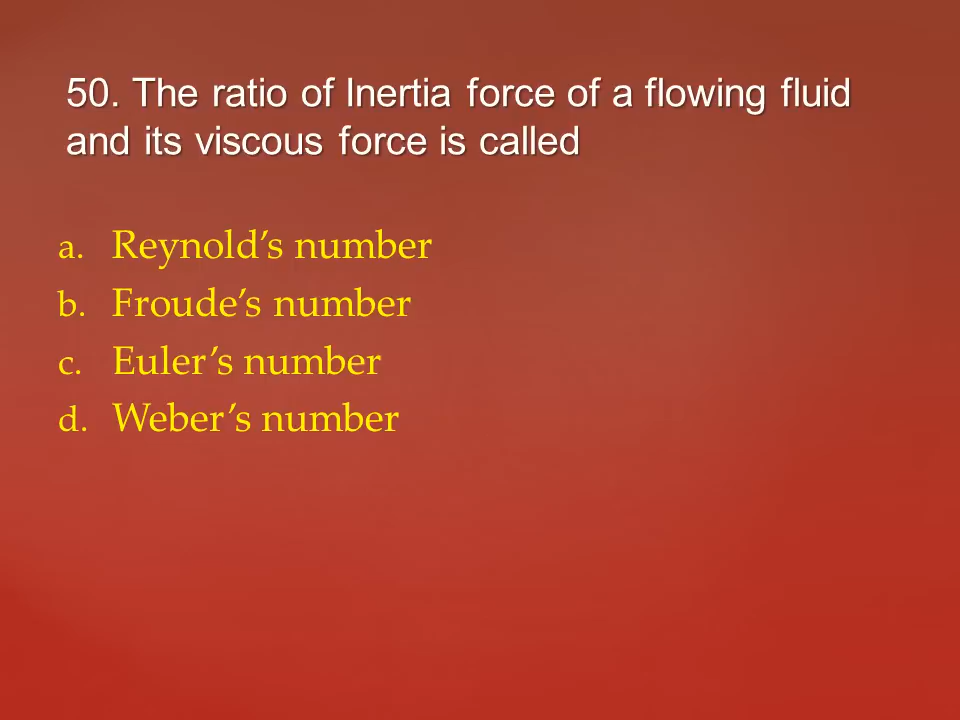 50. The ratio of Inertia force of a flowing fluid
and its viscous force is called
a. Reynold’s number
b. Froude’s number
c. Euler’s number
d. Weber’s number